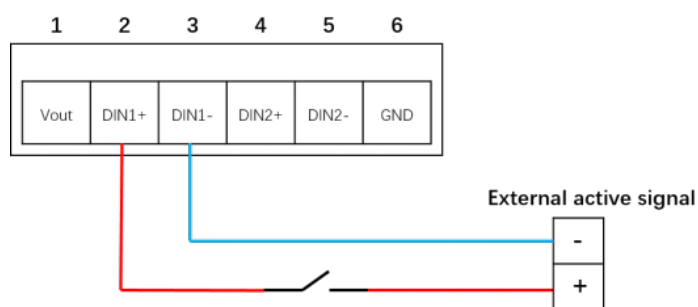 1 2 3 4 5 6
Vout DIN1+ DIN1- DIN2+ DIN2- GND
External active signal
-
+